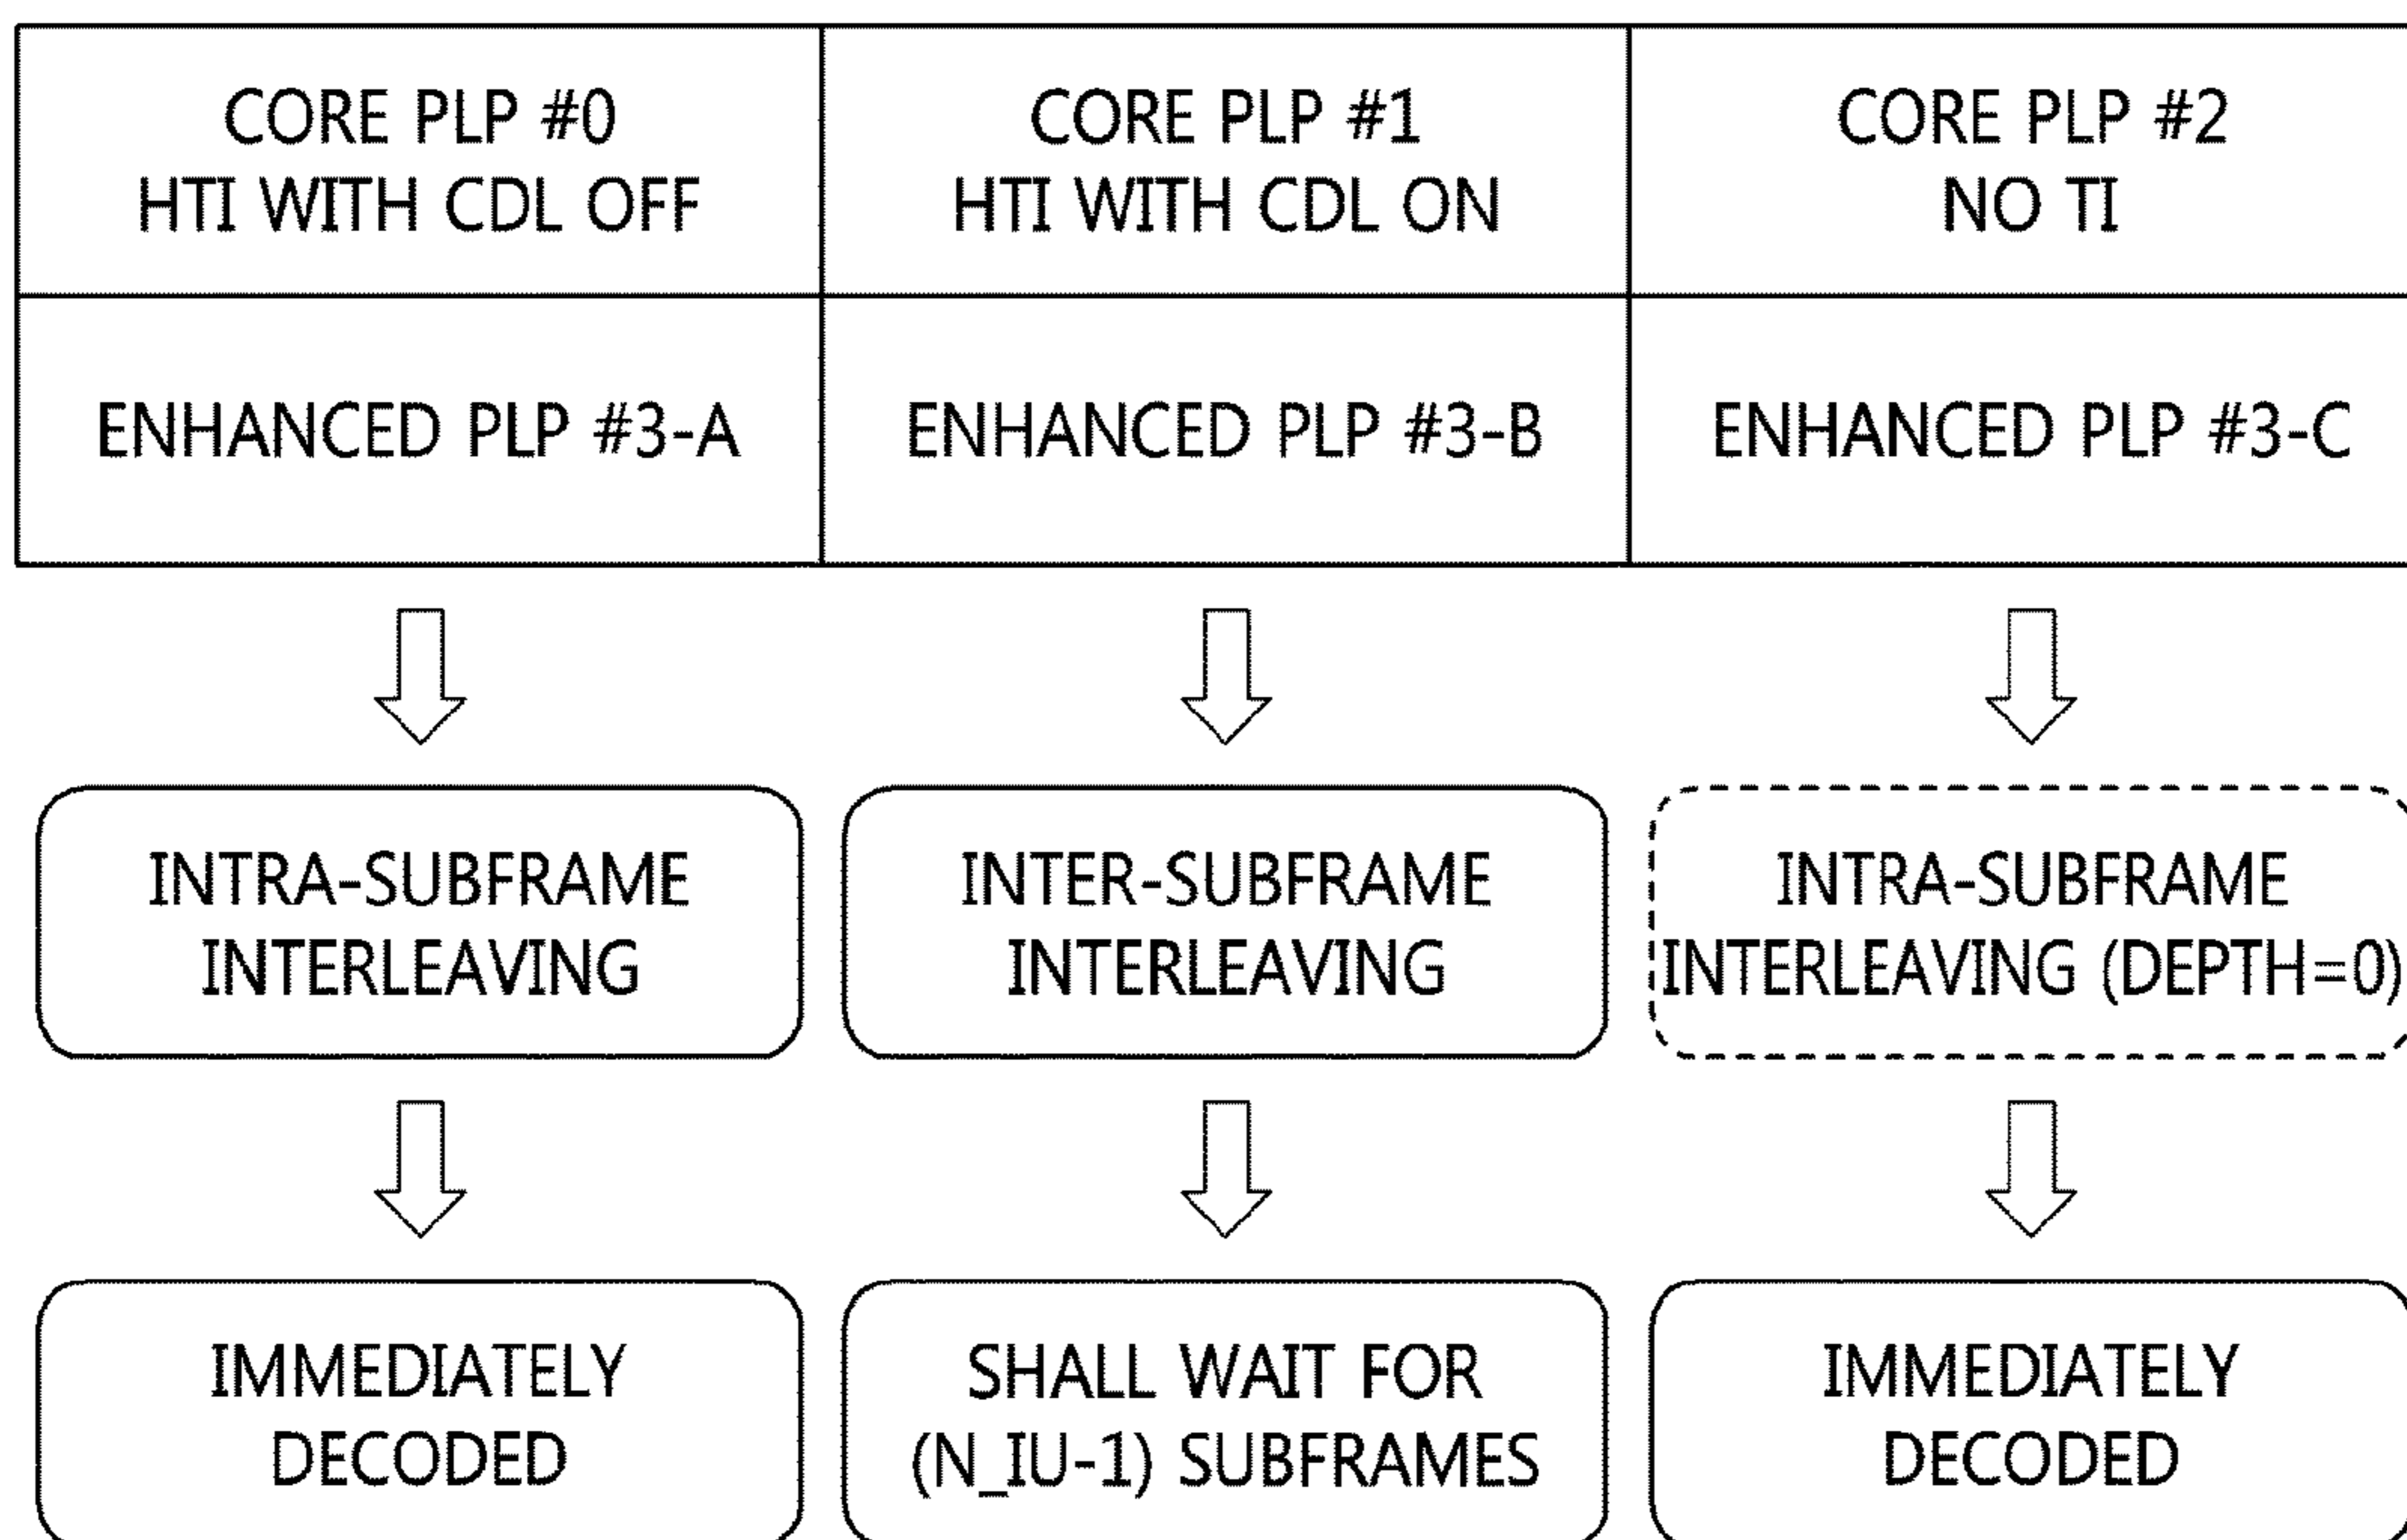 CORE PLP #0
HTI WITH CDL OFF
CORE PLP #1
HTI WITH CDL ON
CORE PLP #2
NO TI
ENHANCED PLP #3-A
ENHANCED PLP #3-B
ENHANCED PLP #3-C
INTRA-SUBFRAME
INTERLEAVING
INTER-SUBFRAME
INTERLEAVING
INTRA-SUBFRAME
INTERLEAVING (DEPTH=0)
IMMEDIATELY
DECODED
SHALL WAIT FOR
(N_IU-1) SUBFRAMES
IMMEDIATELY
DECODED